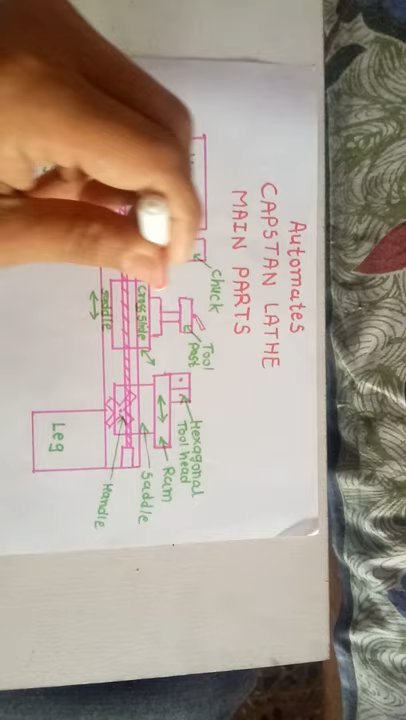 Automates
CAPSTAN LATHE
MAIN PARTS
chuck
Tool
post
cross slide
saddle
Hexagonal
Tool head
Ram
saddle
Handle
Leg